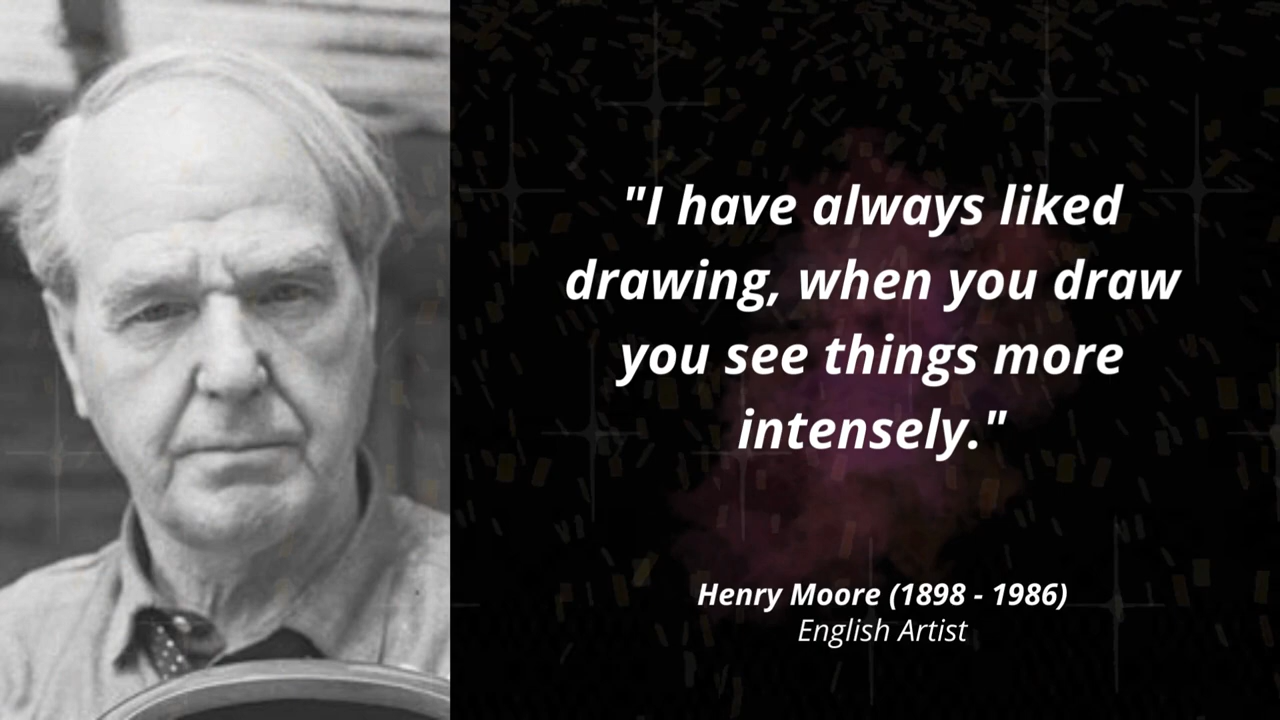 "I have always liked
drawing, when you draw
you see things more
intensely."
Henry Moore (1898 - 1986)
English Artist